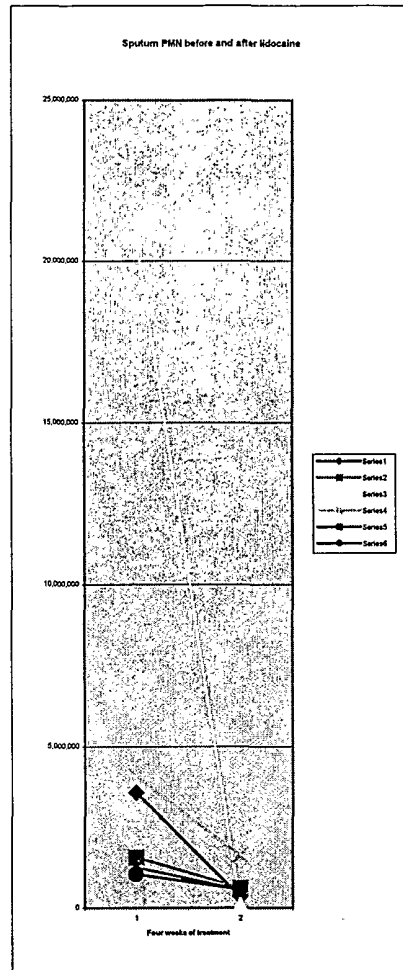 Sputum PMN before and after lidocaine
25,000,000
20,000,000
15,000,000
10,000,000
5,000,000
0
1 2
Four weeks of treatment
Series1
Series2
Series3
Series4
Series5
Series6